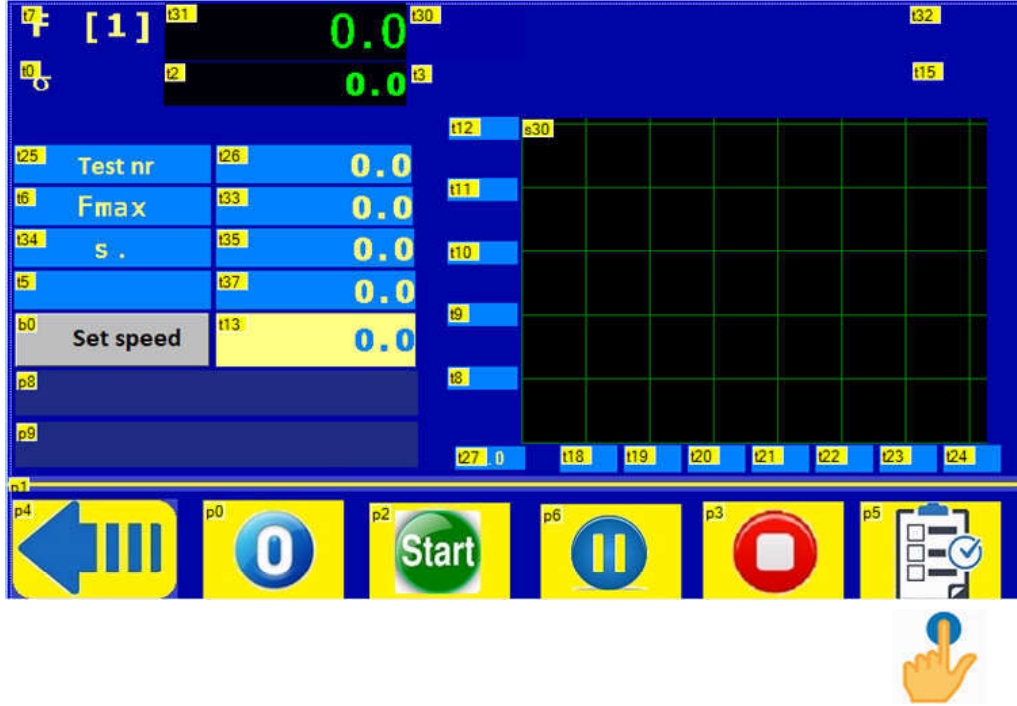 t7 F [1] t31 0.0 t30 t32
t0 σ t2 0.0 t3 t15
t12 s30
t25 Test nr t26 0.0
t11
t6 Fmax t33 0.0
t34 s. t35 0.0 t10
t5 t37 0.0
t9
b0 Set speed t13 0.0
p8 t8
p9
t27 .0 t18 t19 t20 t21 t22 t23 t24
p1
p4 p0 0 p2 Start p6 p3 p5